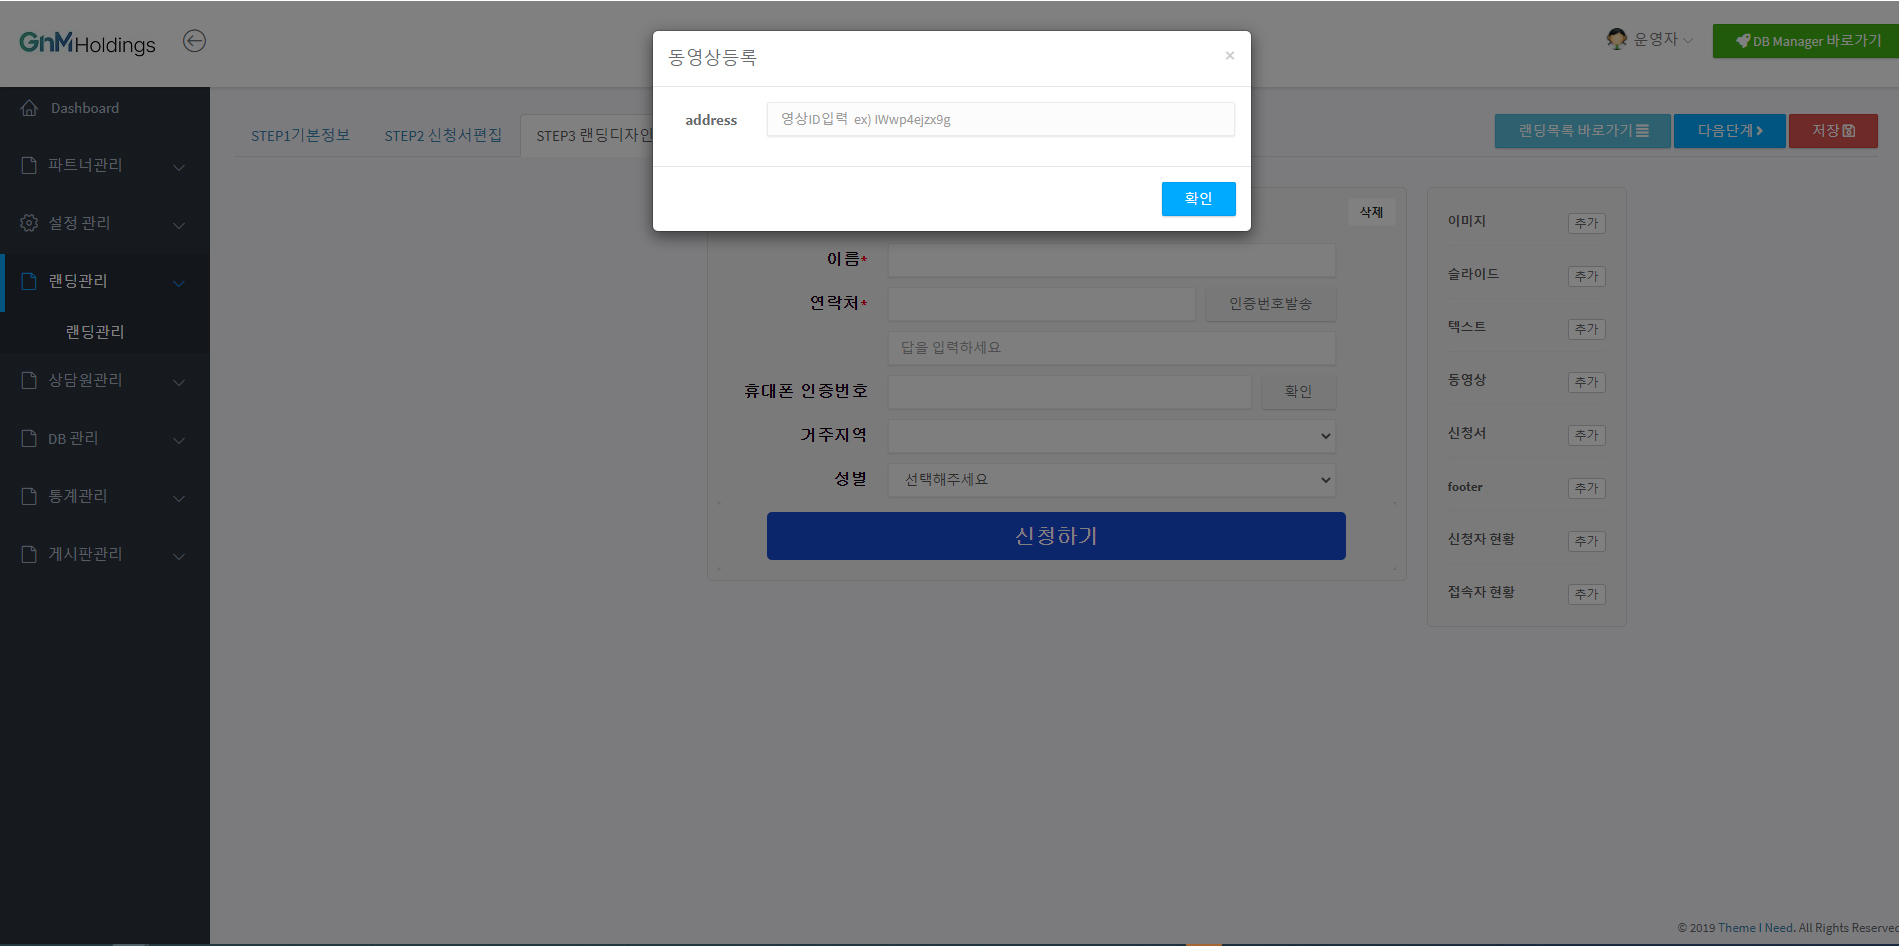 GnMHoldings
운영자
DB Manager 바로가기
동영상등록
×
address
영상ID입력 ex) IWwp4ejzx9g
확인
Dashboard
파트너관리
설정 관리
랜딩관리
랜딩관리
상담원관리
DB 관리
통계관리
게시판관리
STEP1기본정보
STEP2 신청서편집
STEP3 랜딩디자인
랜딩목록 바로가기
다음단계
저장
삭제
이름*
연락처*
인증번호발송
답을 입력하세요
휴대폰 인증번호
확인
거주지역
성별
선택해주세요
신청하기
이미지
추가
슬라이드
추가
텍스트
추가
동영상
추가
신청서
추가
footer
추가
신청자 현황
추가
접속자 현황
추가
© 2019 Theme I Need. All Rights Reserved